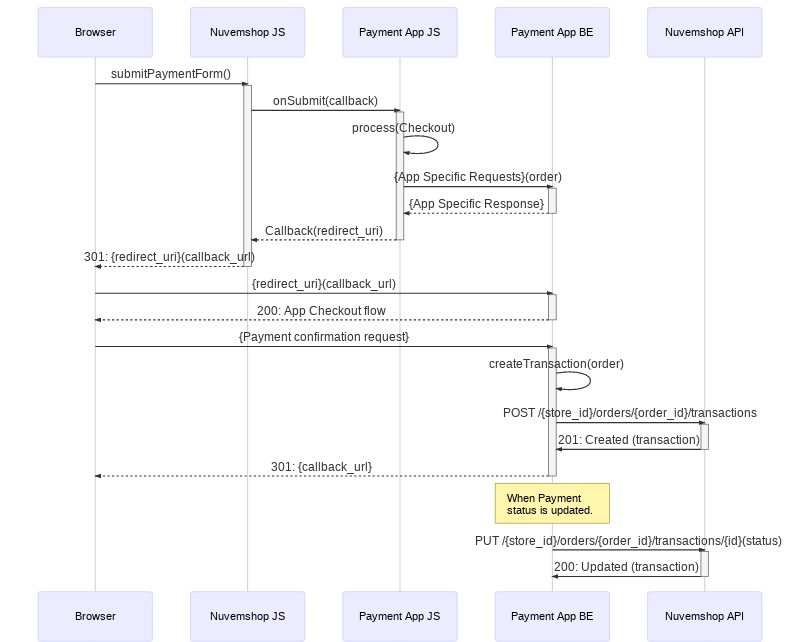 Browser
Nuvemshop JS
Payment App JS
Payment App BE
Nuvemshop API
submitPaymentForm()
onSubmit(callback)
process(Checkout)
{App Specific Requests}(order)
{App Specific Response}
Callback(redirect_uri)
301: {redirect_uri}(callback_url)
{redirect_uri}(callback_url)
200: App Checkout flow
{Payment confirmation request}
createTransaction(order)
POST /{store_id}/orders/{order_id}/transactions
201: Created (transaction)
301: {callback_url}
When Payment
status is updated.
PUT /{store_id}/orders/{order_id}/transactions/{id}(status)
200: Updated (transaction)
Browser
Nuvemshop JS
Payment App JS
Payment App BE
Nuvemshop API